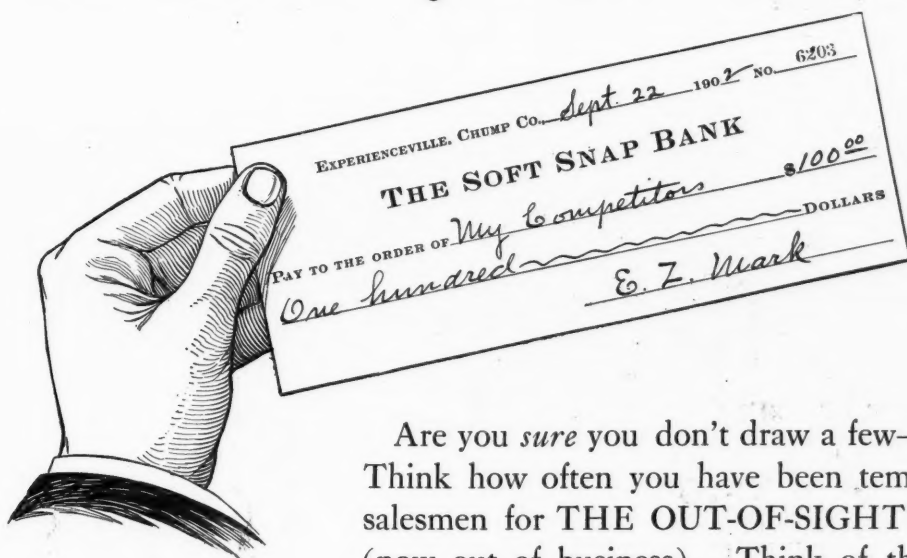 EXPERIENCEVILLE, CHUMP CO., Sept. 22 1902 NO. 6203
THE SOFT SNAP BANK
PAY TO THE ORDER OF My Competitors $100 00
One hundred DOLLARS
E. Z. Mark
Are you sure you don't draw a few–
Think how often you have been tem
salesmen for THE OUT-OF-SIGHT
(now out of business). Think of th